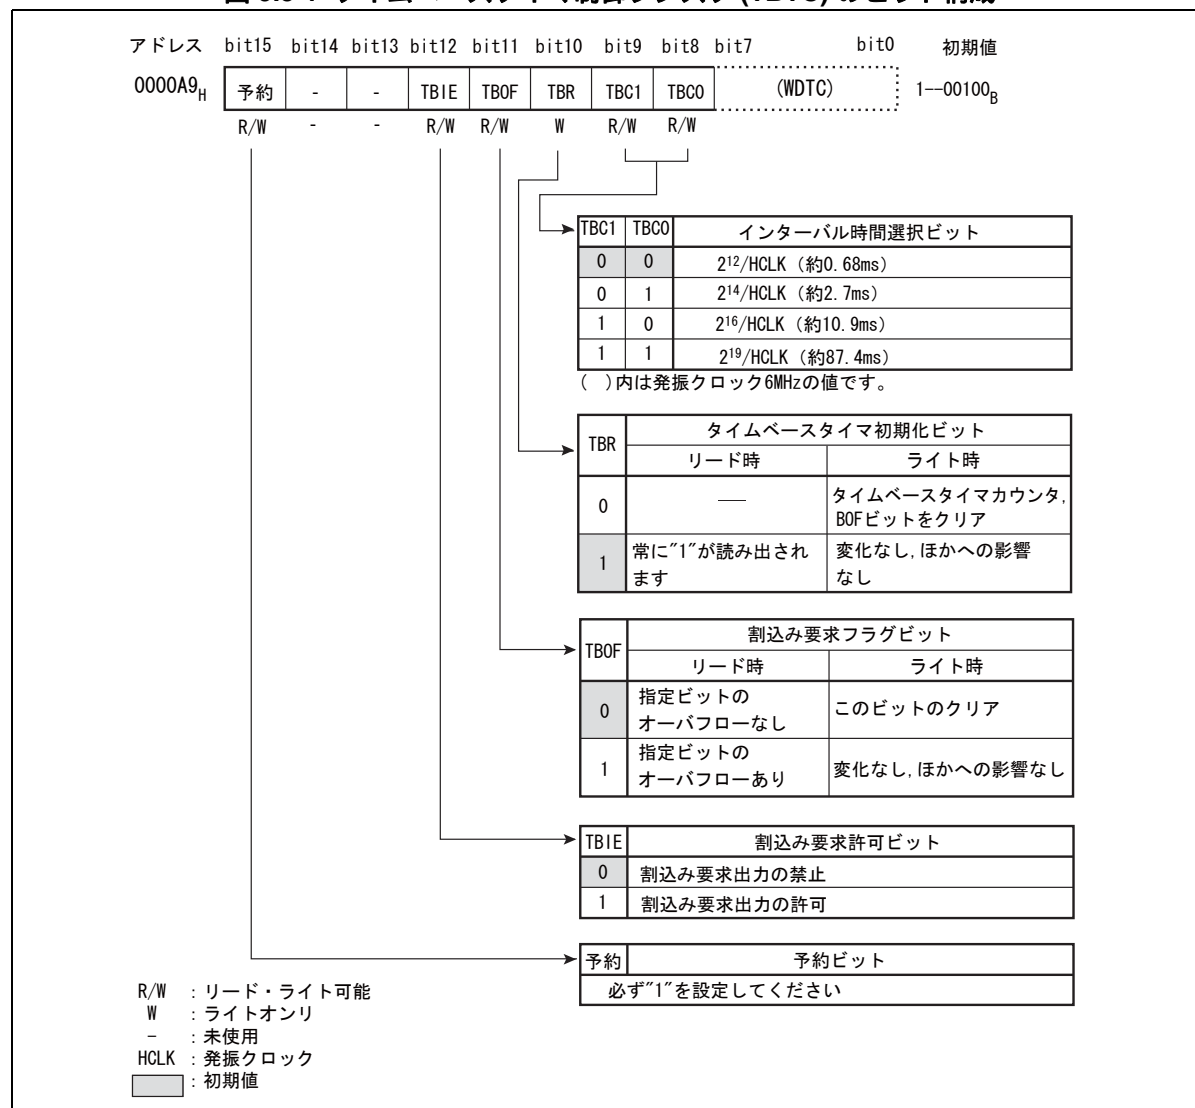 アドレス bit15 bit14 bit13 bit12 bit11 bit10 bit9 bit8 bit7 bit0 初期値
0000A9H 予約 - - TBIE TBOF TBR TBC1 TBC0 (WDTC) 1--00100B
R/W - - R/W R/W W R/W R/W
TBC1 TBC0 インターバル時間選択ビット
0 0 2¹²/HCLK (約0.68ms)
0 1 2¹⁴/HCLK (約2.7ms)
1 0 2¹⁶/HCLK (約10.9ms)
1 1 2¹⁹/HCLK (約87.4ms)
( )内は発振クロック6MHzの値です。
TBR タイムベースタイマ初期化ビット
リード時 ライト時
0 — タイムベースタイマカウンタ,
BOFビットをクリア
1 常に"1"が読み出され 変化なし,ほかへの影響
ます なし
TBOF 割込み要求フラグビット
リード時 ライト時
0 指定ビットの
オーバフローなし このビットのクリア
1 指定ビットの
オーバフローあり 変化なし,ほかへの影響なし
TBIE 割込み要求許可ビット
0 割込み要求出力の禁止
1 割込み要求出力の許可
予約 予約ビット
必ず"1"を設定してください
R/W :リード・ライト可能
W :ライトオンリ
- :未使用
HCLK :発振クロック
:初期値